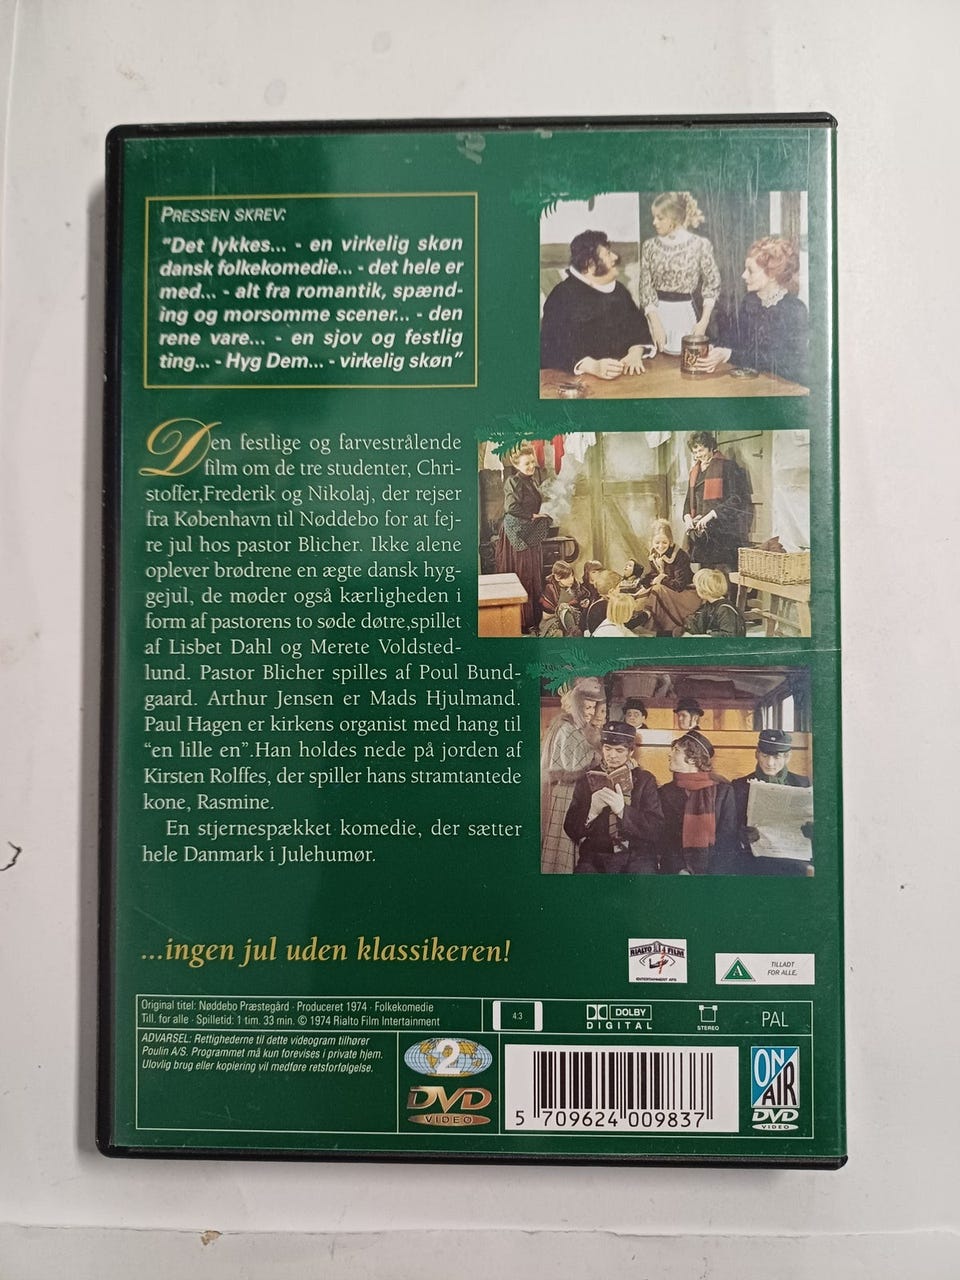 PRESSEN SKREV:
"Det lykkes... - en virkelig skøn
dansk folkekomedie... - det hele er
med... - alt fra romantik, spænd-
ing og morsomme scener... - den
rene vare... - en sjov og festlig
ting... - Hyg Dem... - virkelig skøn"
Den festlige og farvestrålende
film om de tre studenter, Chri-
stoffer,Frederik og Nikolaj, der rejser
fra København til Nøddebo for at fej-
re jul hos pastor Blicher. Ikke alene
oplever brødrene en ægte dansk hyg-
gejul, de møder også kærligheden i
form af pastorens to søde døtre,spillet
af Lisbet Dahl og Merete Voldsted-
lund. Pastor Blicher spilles af Poul Bund-
gaard. Arthur Jensen er Mads Hjulmand.
Paul Hagen er kirkens organist med hang til
"en lille en".Han holdes nede på jorden af
Kirsten Rolffes, der spiller hans stramtantede
kone, Rasmine.
En stjernespækket komedie, der sætter
hele Danmark i Julehumør.
...ingen jul uden klassikeren!
RIALTO FILM
ENTERTAINMENT APS
A
TILLADT
FOR ALLE.
Original titel: Nøddebo Præstegård · Produceret 1974 · Folkekomedie
Till. for alle · Spilletid: 1 tim. 33 min. © 1974 Rialto Film Intertainment
4:3
DOLBY
DIGITAL
STEREO
PAL
ADVARSEL: Rettighederne til dette videogram tilhører
Poulin A/S. Programmet må kun forevises i private hjem.
Ulovlig brug eller kopiering vil medføre retsforfølgelse.
2
DVD
VIDEO
5 709624 009837
ON
AIR
DVD
VIDEO